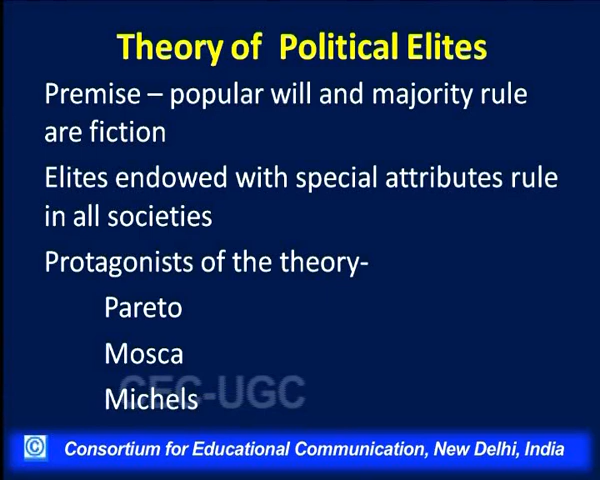 Theory of Political Elites
Premise – popular will and majority rule
are fiction
Elites endowed with special attributes rule
in all societies
Protagonists of the theory-
Pareto
Mosca
CEC-UGC
Michels
© Consortium for Educational Communication, New Delhi, India